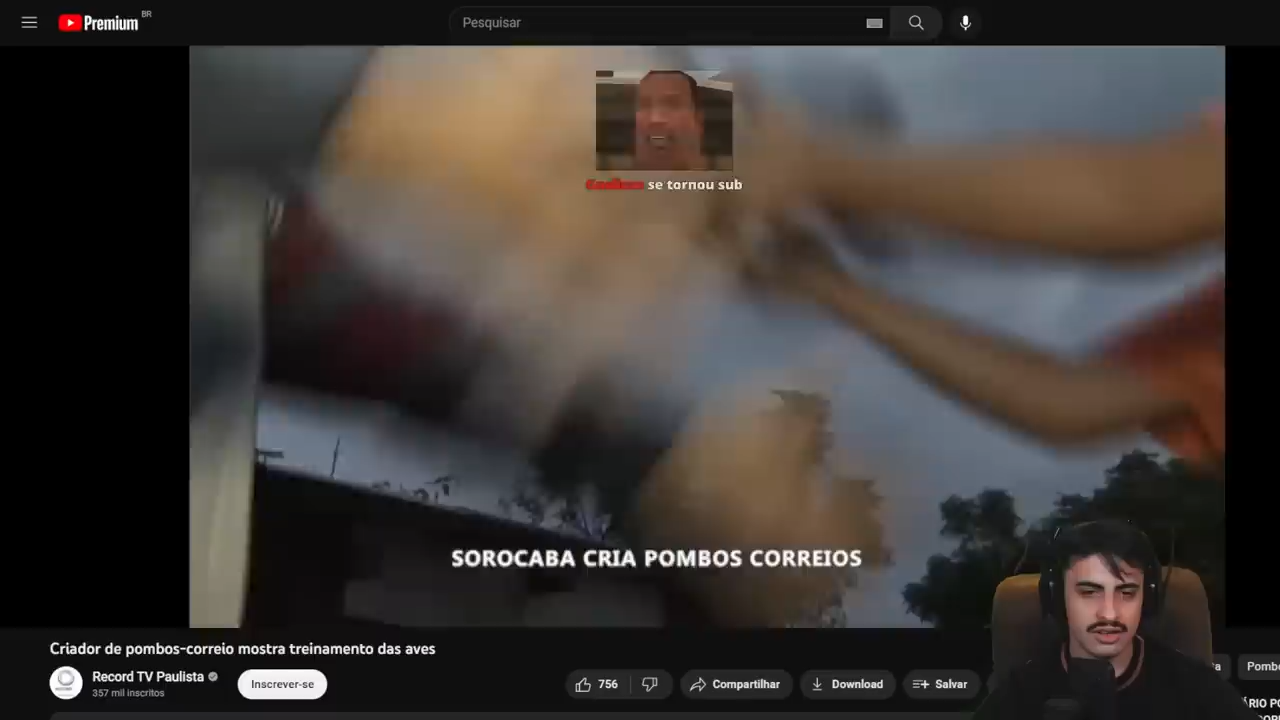 Premium BR
Pesquisar
se tornou sub
SOROCABA CRIA POMBOS CORREIOS
Criador de pombos-correio mostra treinamento das aves
Record TV Paulista
357 mil inscritos
Inscrever-se
756
Compartilhar
Download
Salvar